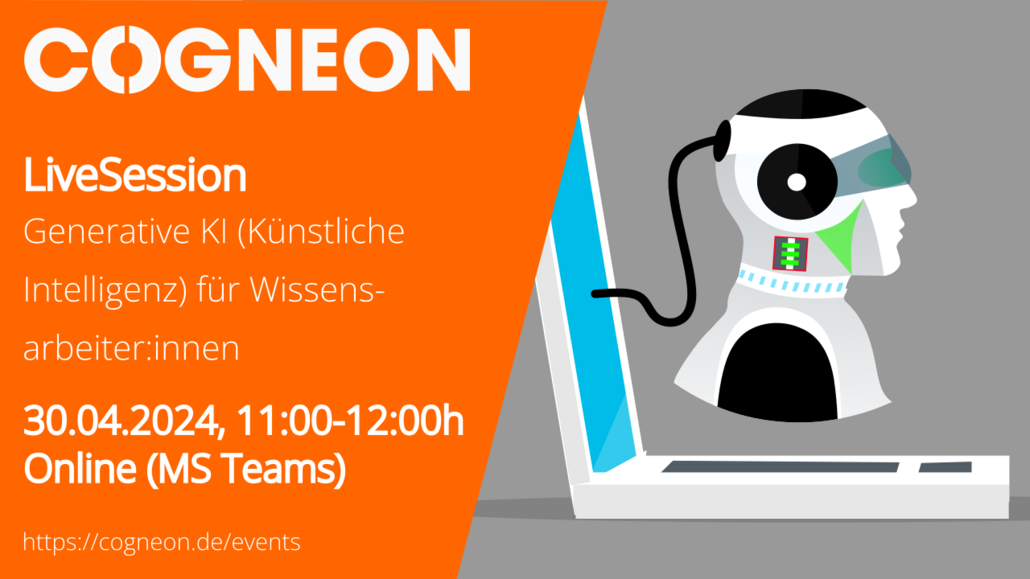 COGNEON
LiveSession
Generative KI (Künstliche
Intelligenz) für Wissens-
arbeiter:innen
30.04.2024, 11:00-12:00h
Online (MS Teams)
https://cogneon.de/events